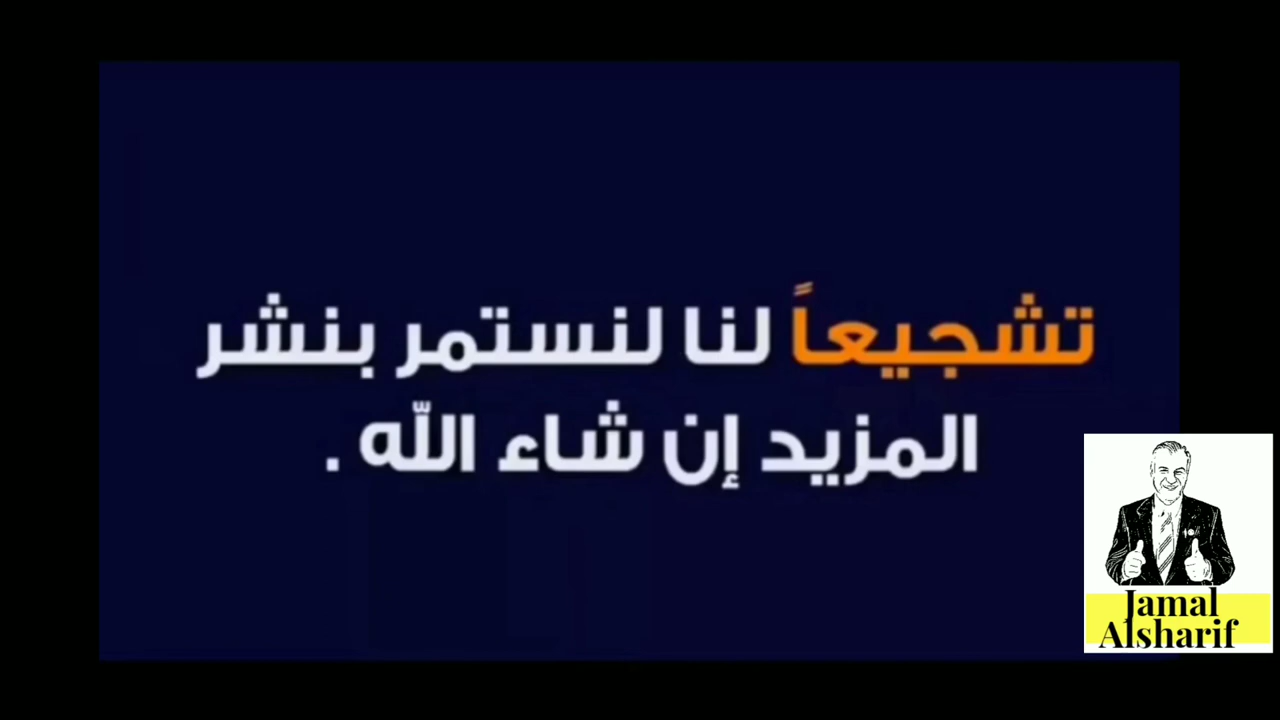 تشجيعاً لنا لنستمر بنشر
المزيد إن شاء الله .
Jamal
Alsharif